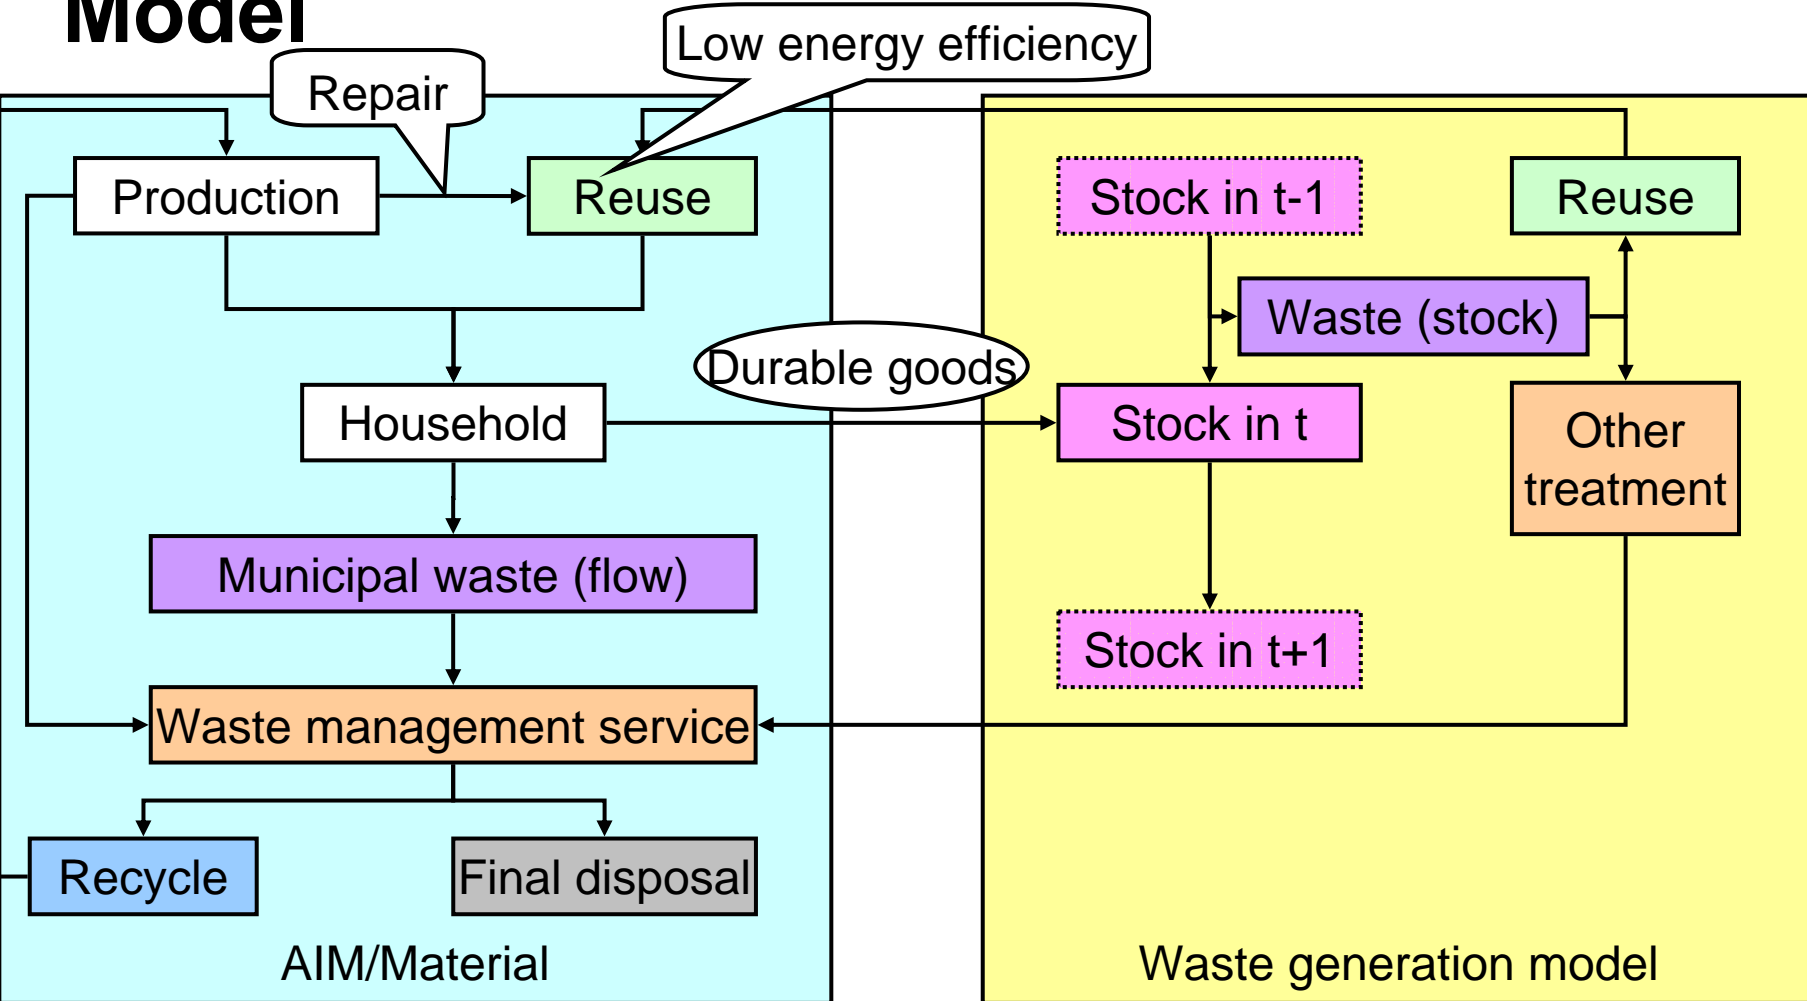 Model
Low energy efficiency
Repair
Production
Reuse
Stock in t-1
Reuse
Waste (stock)
Durable goods
Household
Stock in t
Other
treatment
Municipal waste (flow)
Stock in t+1
Waste management service
Recycle
Final disposal
AIM/Material
Waste generation model